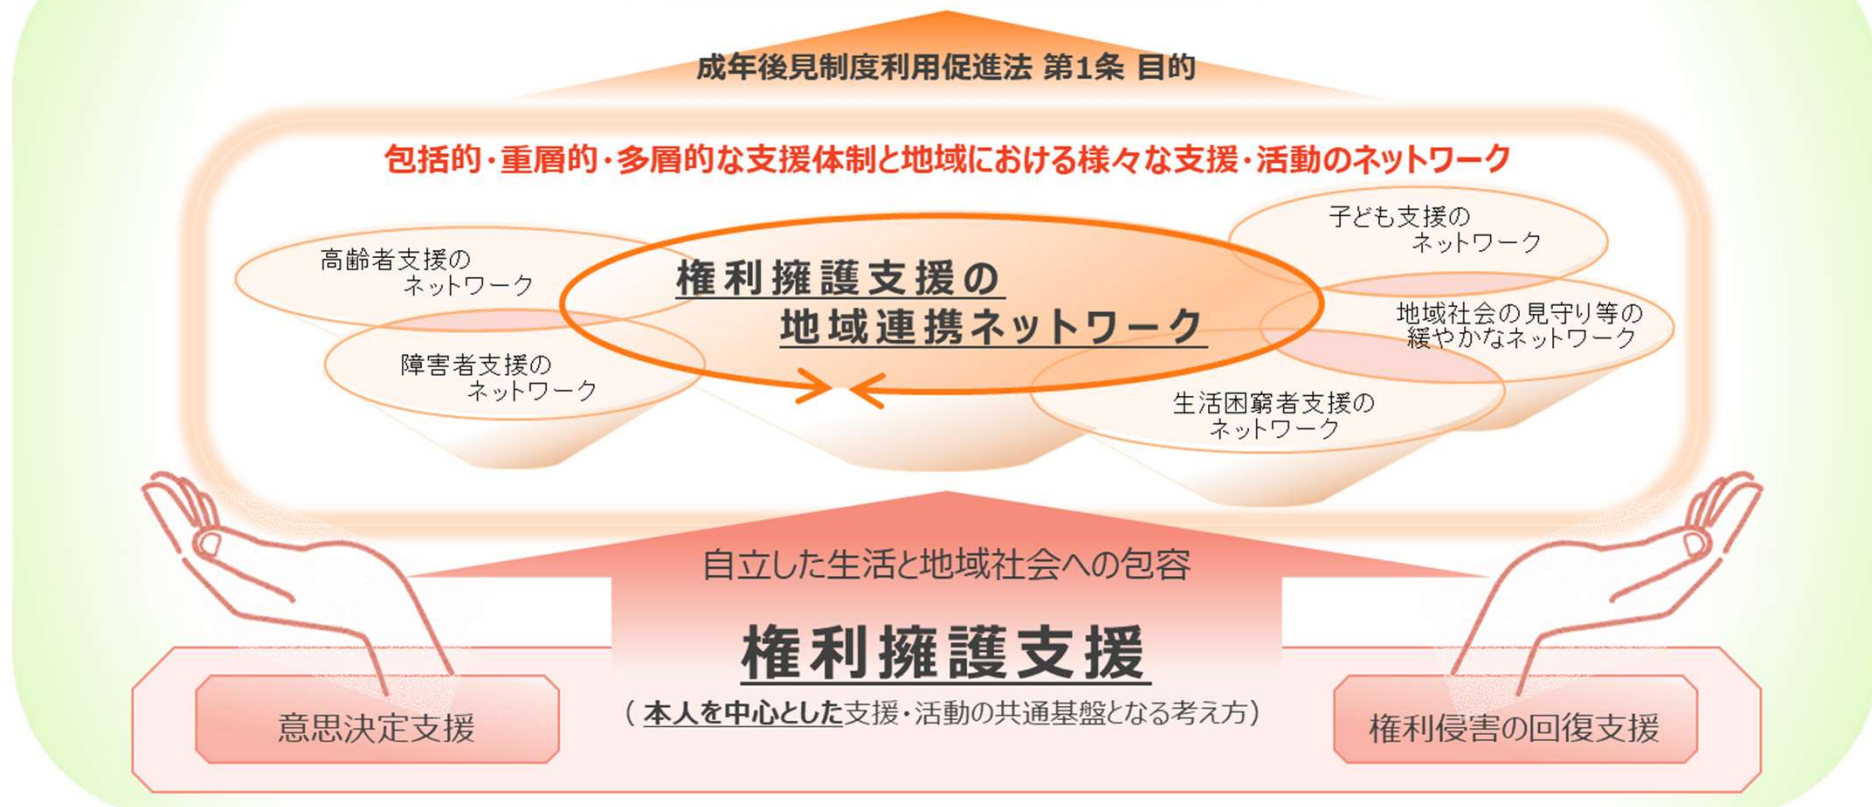 成年後見制度利用促進法 第1条 目的
包括的・重層的・多層的な支援体制と地域における様々な支援・活動のネットワーク
高齢者支援の
ネットワーク
障害者支援の
ネットワーク
権利擁護支援の
地域連携ネットワーク
子ども支援の
ネットワーク
地域社会の見守り等の
緩やかなネットワーク
生活困窮者支援の
ネットワーク
自立した生活と地域社会への包容
権利擁護支援
（本人を中心とした支援・活動の共通基盤となる考え方）
意思決定支援
権利侵害の回復支援